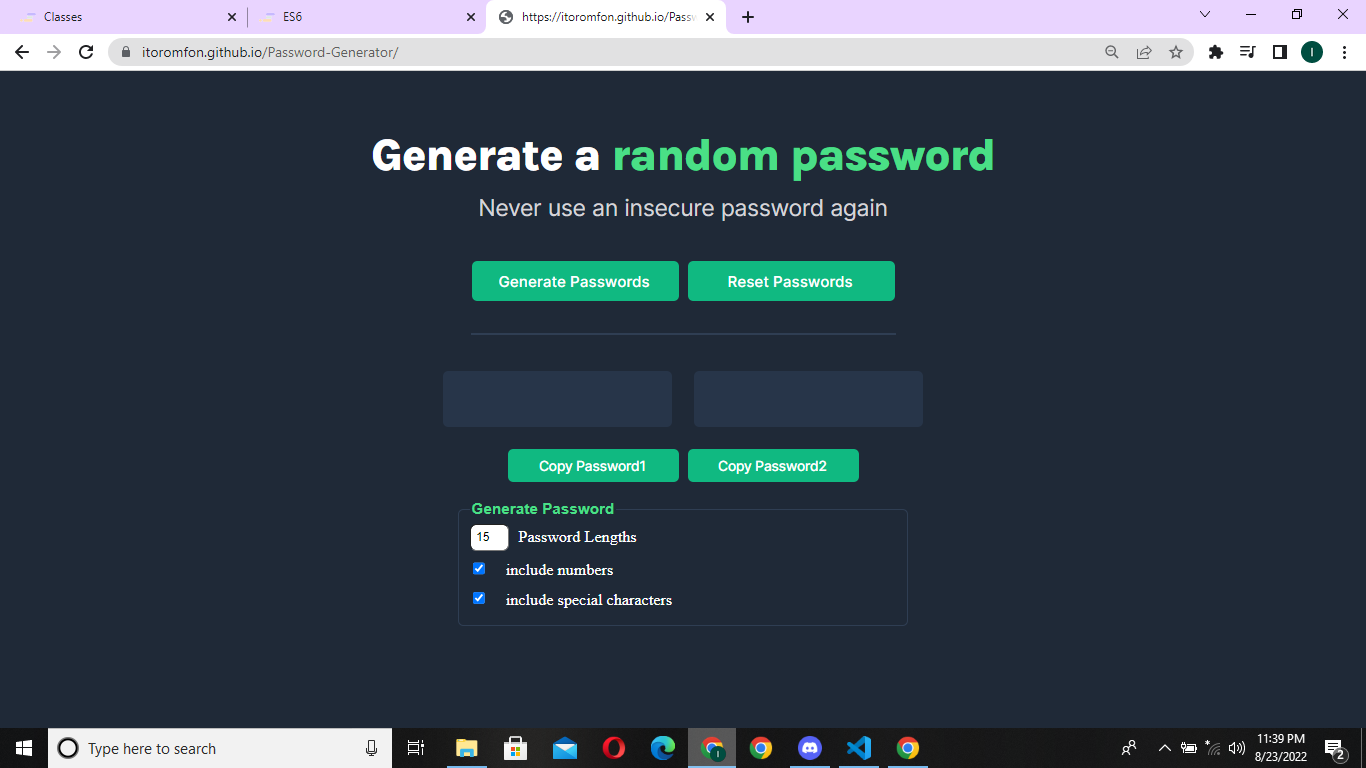 Classes
ES6
https://itoromfon.github.io/Passw
itoromfon.github.io/Password-Generator/
I
Generate a random password
Never use an insecure password again
Generate Passwords
Reset Passwords
Copy Password1
Copy Password2
Generate Password
15 Password Lengths
include numbers
include special characters
Type here to search
I
11:39 PM
8/23/2022
2